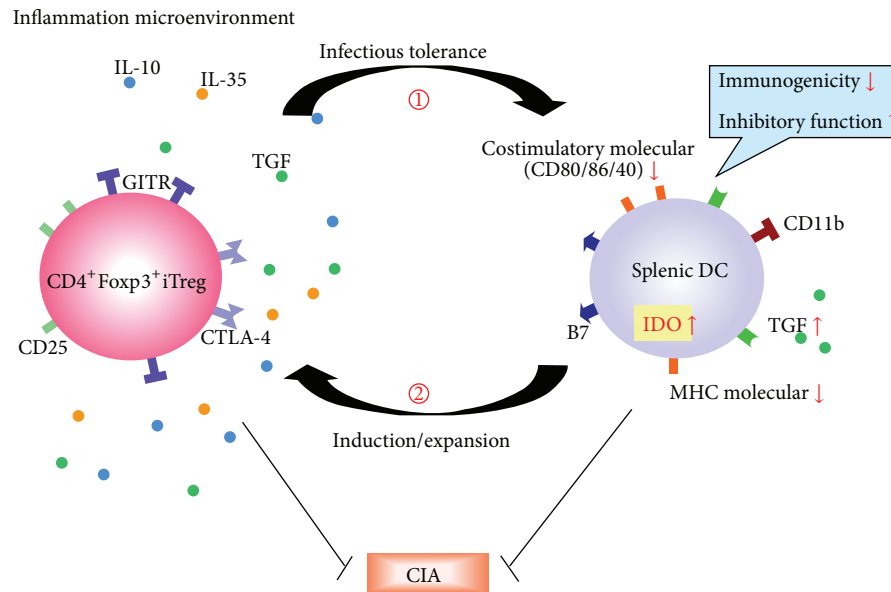 Inflammation microenvironment
IL-10
IL-35
Infectious tolerance
①
TGF
GITR
CD4⁺Foxp3⁺iTreg
CD25
CTLA-4
Immunogenicity ↓
Inhibitory function ↑
Costimulatory molecular
(CD80/86/40) ↓
CD11b
Splenic DC
B7
IDO ↑
TGF ↑
MHC molecular ↓
②
Induction/expansion
CIA